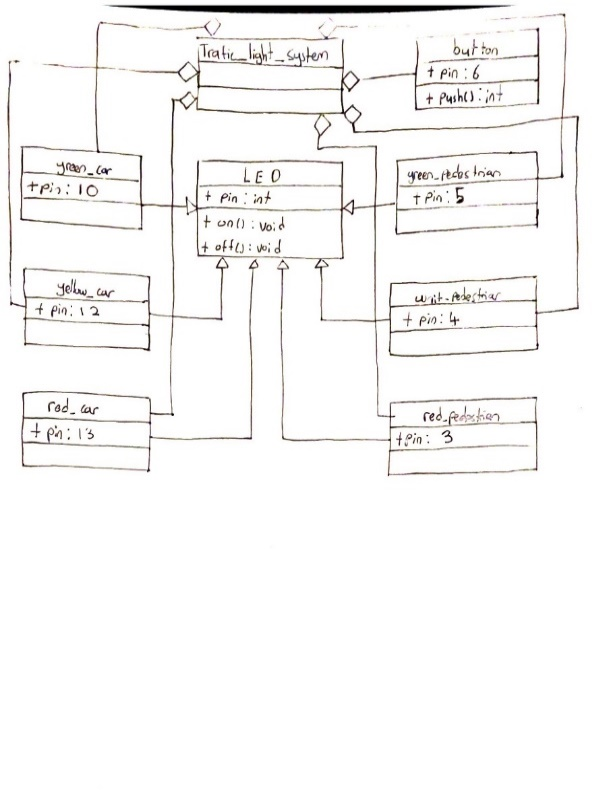 Trafic_light_system
button
+ pin : 6
+ push() : int
green_car
+ pin : 10
LED
+ pin : int
+ on() : void
+ off() : void
green_pedestrian
+ pin : 5
yellow_car
+ pin : 12
wait_pedestrian
+ pin : 4
red_car
+ pin : 13
red_pedestrian
+ pin : 3